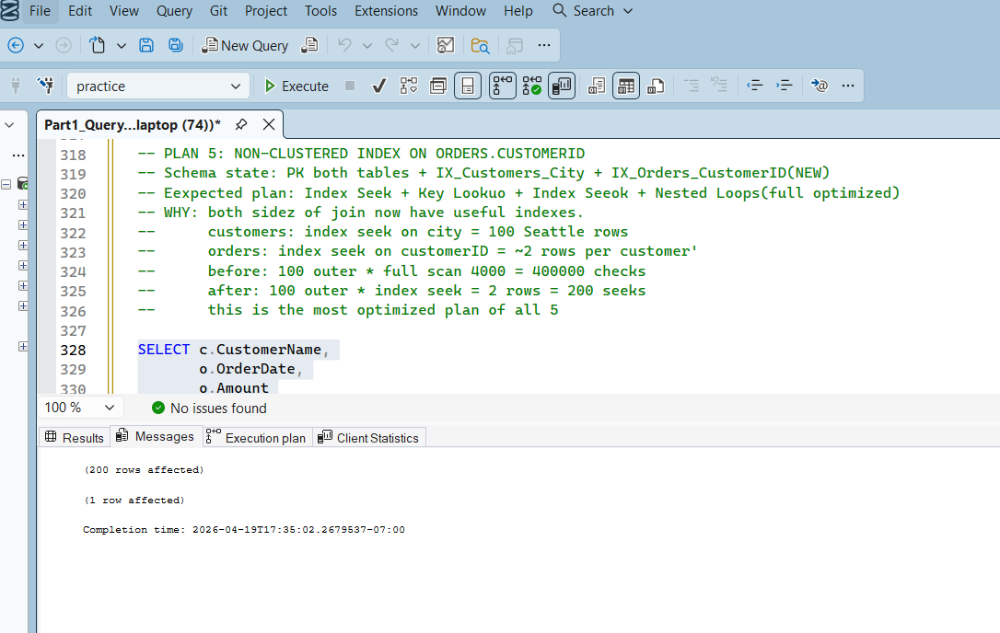 File Edit View Query Git Project Tools Extensions Window Help Search
New Query
practice Execute
Part1_Query...laptop (74))*
318 -- PLAN 5: NON-CLUSTERED INDEX ON ORDERS.CUSTOMERID
319 -- Schema state: PK both tables + IX_Customers_City + IX_Orders_CustomerID(NEW)
320 -- Eexpected plan: Index Seek + Key Lookuo + Index Seeok + Nested Loops(full optimized)
321 -- WHY: both sidez of join now have useful indexes.
322 -- customers: index seek on city = 100 Seattle rows
323 -- orders: index seek on customerID = ~2 rows per customer'
324 -- before: 100 outer * full scan 4000 = 400000 checks
325 -- after: 100 outer * index seek = 2 rows = 200 seeks
326 -- this is the most optimized plan of all 5
327
328 SELECT c.CustomerName,
329 o.OrderDate,
330 o.Amount
100 % No issues found
Results Messages Execution plan Client Statistics
(200 rows affected)
(1 row affected)
Completion time: 2026-04-19T17:35:02.2679537-07:00